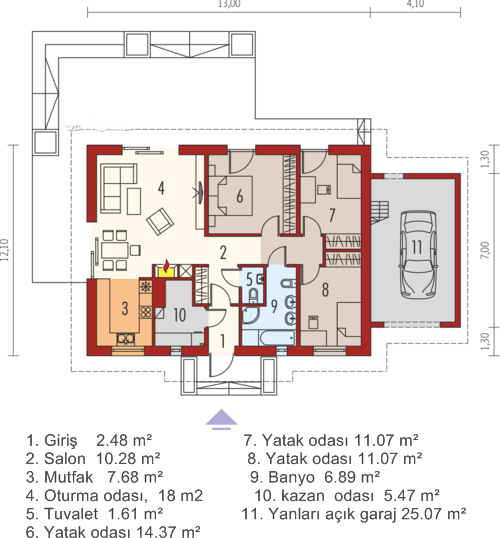 13,00
4,10
12,10
1,30
7,00
1,30
4
6
7
11
2
5
8
9
3
10
1
1. Giriş 2.48 m²
2. Salon 10.28 m²
3. Mutfak 7.68 m²
4. Oturma odası, 18 m2
5. Tuvalet 1.61 m²
6. Yatak odası 14.37 m²
7. Yatak odası 11.07 m²
8. Yatak odası 11.07 m²
9. Banyo 6.89 m²
10. kazan odası 5.47 m²
11. Yanları açık garaj 25.07 m²